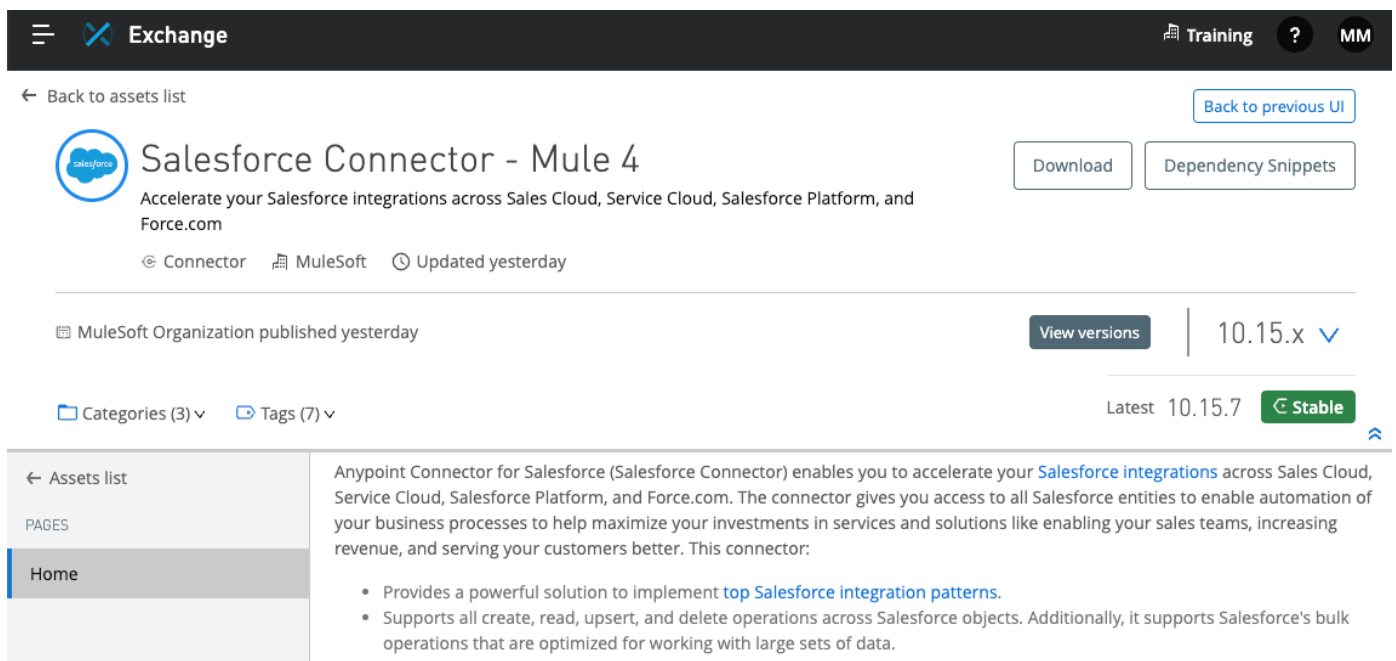 Exchange
Training
?
MM
← Back to assets list
Back to previous UI
salesforce
Salesforce Connector - Mule 4
Download
Dependency Snippets
Accelerate your Salesforce integrations across Sales Cloud, Service Cloud, Salesforce Platform, and
Force.com
Connector
MuleSoft
Updated yesterday
MuleSoft Organization published yesterday
View versions
10.15.x
Categories (3)
Tags (7)
Latest 10.15.7
Stable
← Assets list
PAGES
Home
Anypoint Connector for Salesforce (Salesforce Connector) enables you to accelerate your Salesforce integrations across Sales Cloud,
Service Cloud, Salesforce Platform, and Force.com. The connector gives you access to all Salesforce entities to enable automation of
your business processes to help maximize your investments in services and solutions like enabling your sales teams, increasing
revenue, and serving your customers better. This connector:
• Provides a powerful solution to implement top Salesforce integration patterns.
• Supports all create, read, upsert, and delete operations across Salesforce objects. Additionally, it supports Salesforce's bulk
operations that are optimized for working with large sets of data.